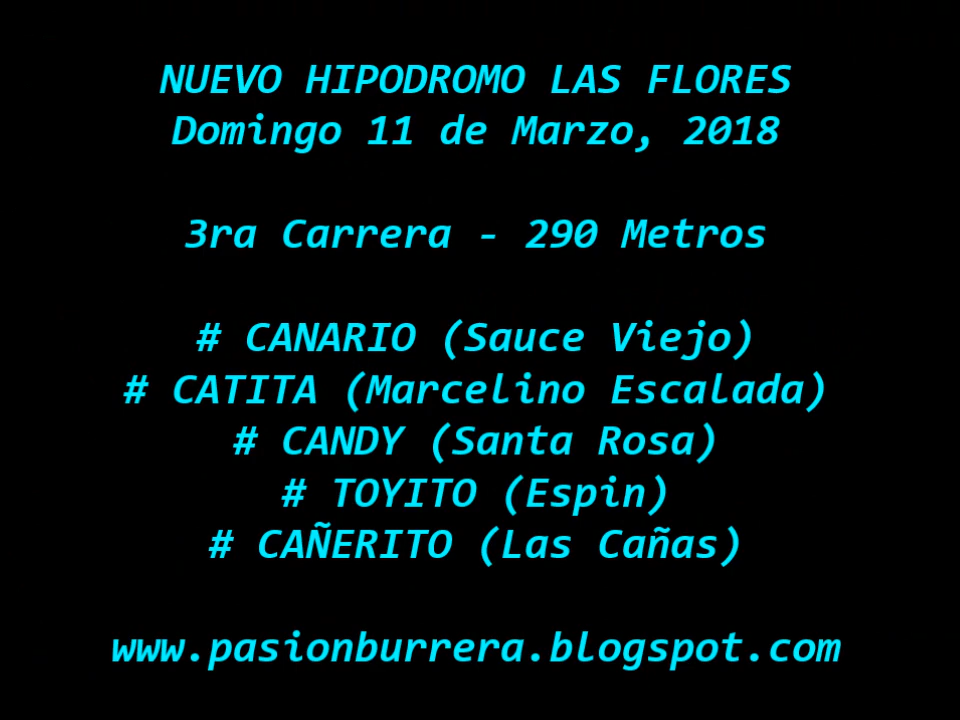 NUEVO HIPODROMO LAS FLORES
Domingo 11 de Marzo, 2018
3ra Carrera - 290 Metros
# CANARIO (Sauce Viejo)
# CATITA (Marcelino Escalada)
# CANDY (Santa Rosa)
# TOYITO (Espin)
# CAÑERITO (Las Cañas)
www.pasionburrera.blogspot.com